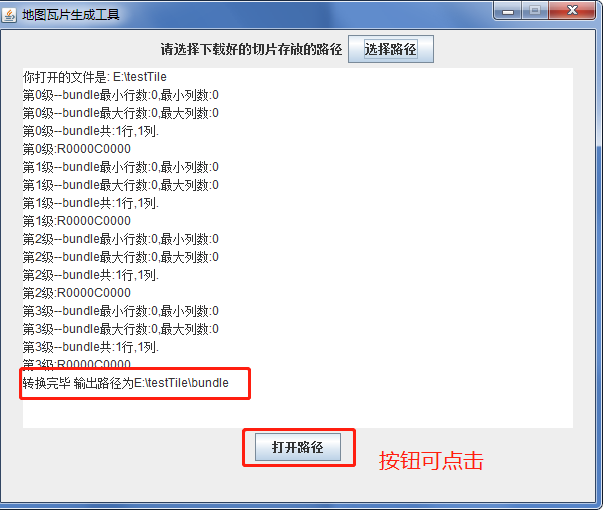 地图瓦片生成工具
请选择下载好的切片存放的路径 选择路径
你打开的文件是: E:\testTile
第0级--bundle最小行数:0,最小列数:0
第0级--bundle最大行数:0,最大列数:0
第0级--bundle共:1行,1列.
第0级:R0000C0000
第1级--bundle最小行数:0,最小列数:0
第1级--bundle最大行数:0,最大列数:0
第1级--bundle共:1行,1列.
第1级:R0000C0000
第2级--bundle最小行数:0,最小列数:0
第2级--bundle最大行数:0,最大列数:0
第2级--bundle共:1行,1列.
第2级:R0000C0000
第3级--bundle最小行数:0,最小列数:0
第3级--bundle最大行数:0,最大列数:0
第3级--bundle共:1行,1列.
第3级:R0000C0000
转换完毕 输出路径为E:\testTile\bundle
打开路径
按钮可点击